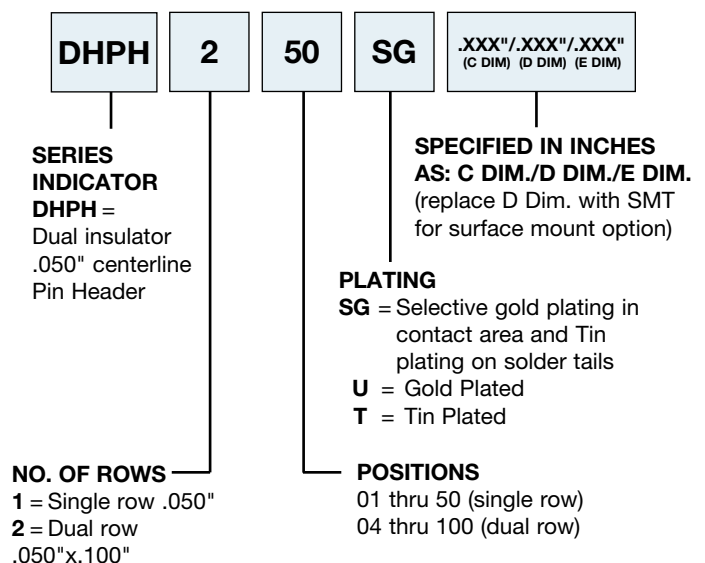 DHPH
2
50
SG
.XXX"/.XXX"/.XXX"
(C DIM) (D DIM) (E DIM)
SERIES
INDICATOR
DHPH =
Dual insulator
.050" centerline
Pin Header
SPECIFIED IN INCHES
AS: C DIM./D DIM./E DIM.
(replace D Dim. with SMT
for surface mount option)
PLATING
SG = Selective gold plating in
contact area and Tin
plating on solder tails
U = Gold Plated
T = Tin Plated
NO. OF ROWS
1 = Single row .050"
2 = Dual row
.050"x.100"
POSITIONS
01 thru 50 (single row)
04 thru 100 (dual row)